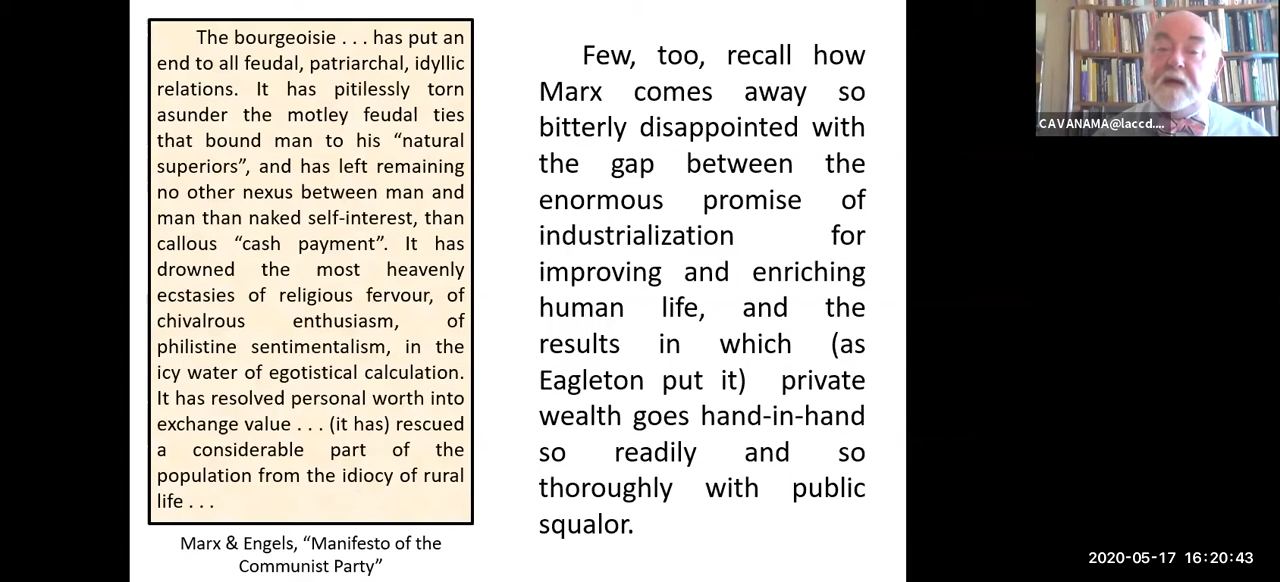 The bourgeoisie . . . has put an
end to all feudal, patriarchal, idyllic
relations. It has pitilessly torn
asunder the motley feudal ties
that bound man to his “natural
superiors”, and has left remaining
no other nexus between man and
man than naked self-interest, than
callous “cash payment”. It has
drowned the most heavenly
ecstasies of religious fervour, of
chivalrous enthusiasm, of
philistine sentimentalism, in the
icy water of egotistical calculation.
It has resolved personal worth into
exchange value . . . (it has) rescued
a considerable part of the
population from the idiocy of rural
life . . .
Marx & Engels, “Manifesto of the
Communist Party”
Few, too, recall how
Marx comes away so
bitterly disappointed with
the gap between the
enormous promise of
industrialization for
improving and enriching
human life, and the
results in which (as
Eagleton put it) private
wealth goes hand-in-hand
so readily and so
thoroughly with public
squalor.
CAVANAMA@laccd....
2020-05-17 16:20:43